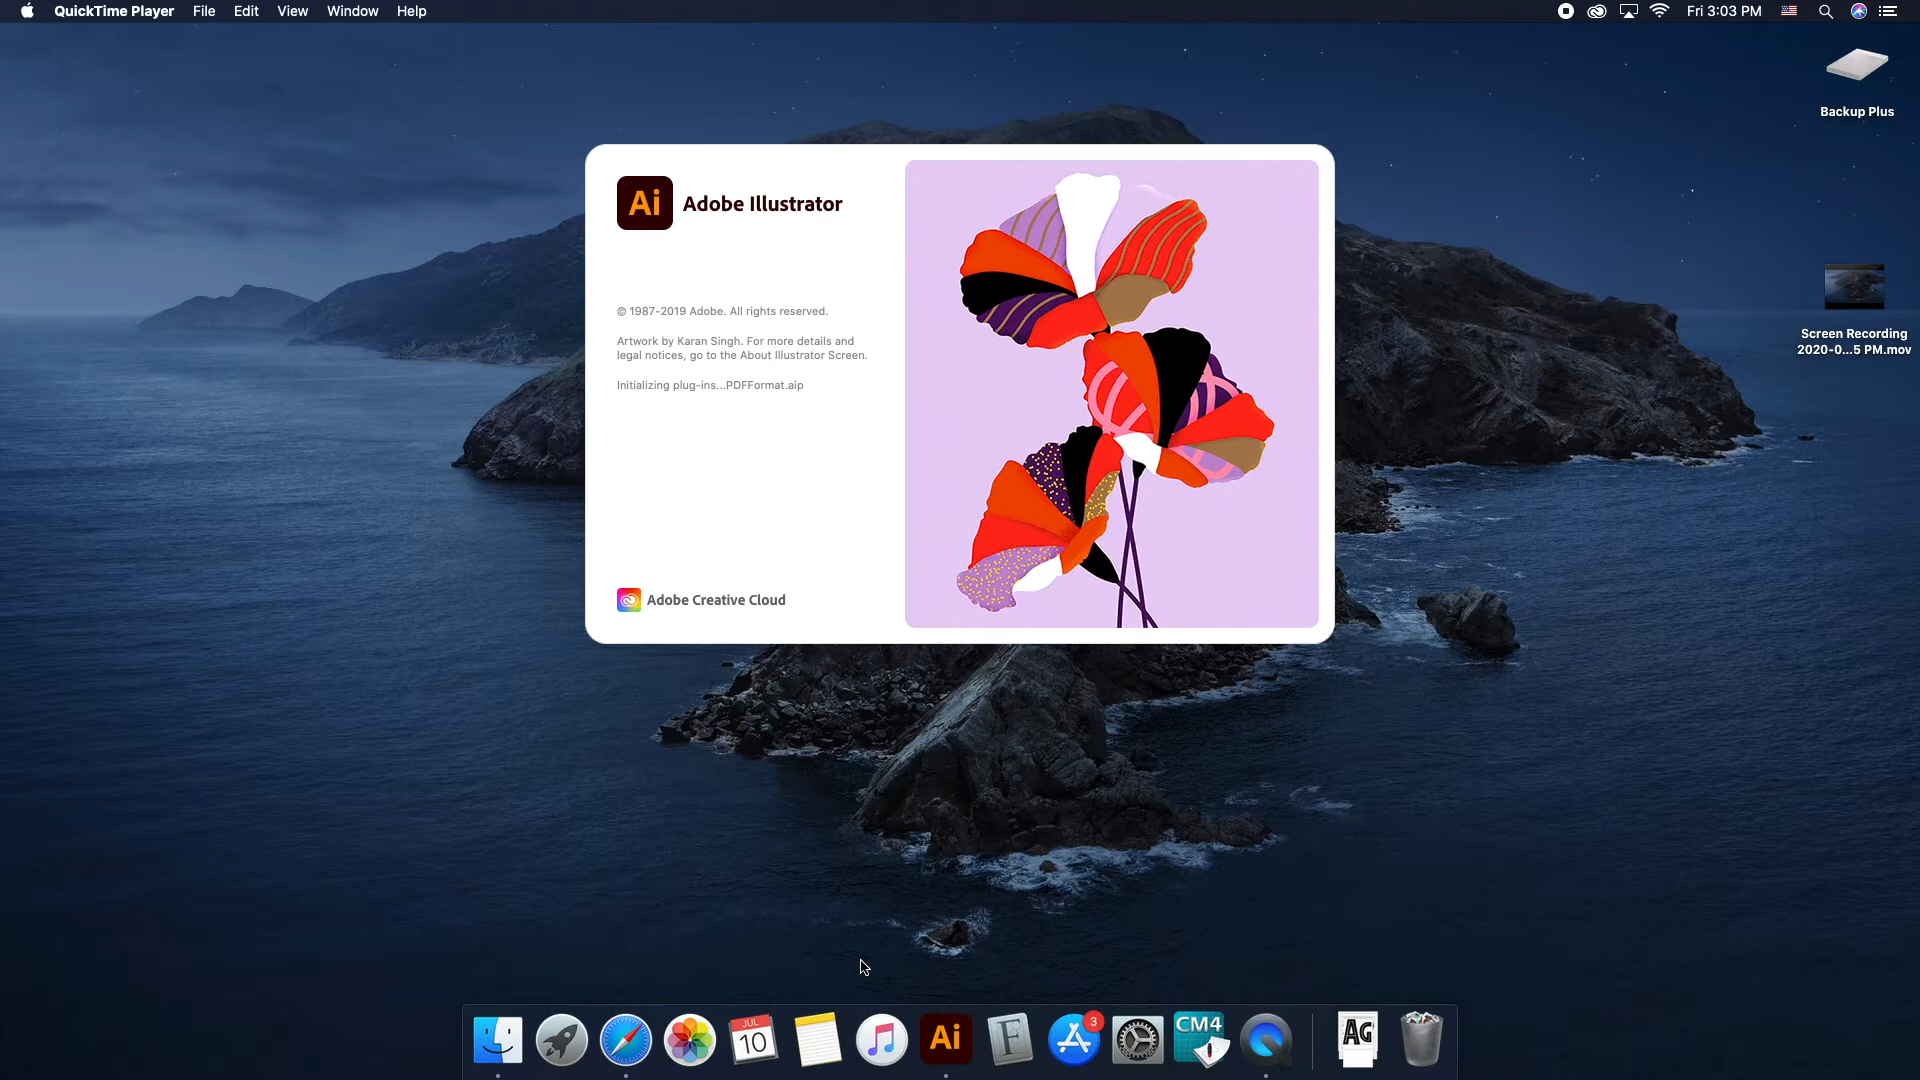 QuickTime Player File Edit View Window Help Fri 3:03 PM
Backup Plus
Screen Recording
2020-0...5 PM.mov
Ai Adobe Illustrator
© 1987-2019 Adobe. All rights reserved.
Artwork by Karan Singh. For more details and
legal notices, go to the About Illustrator Screen.
Initializing plug-ins...PDFFormat.aip
Adobe Creative Cloud
JUL
10
Ai
F
3
CM4
AG